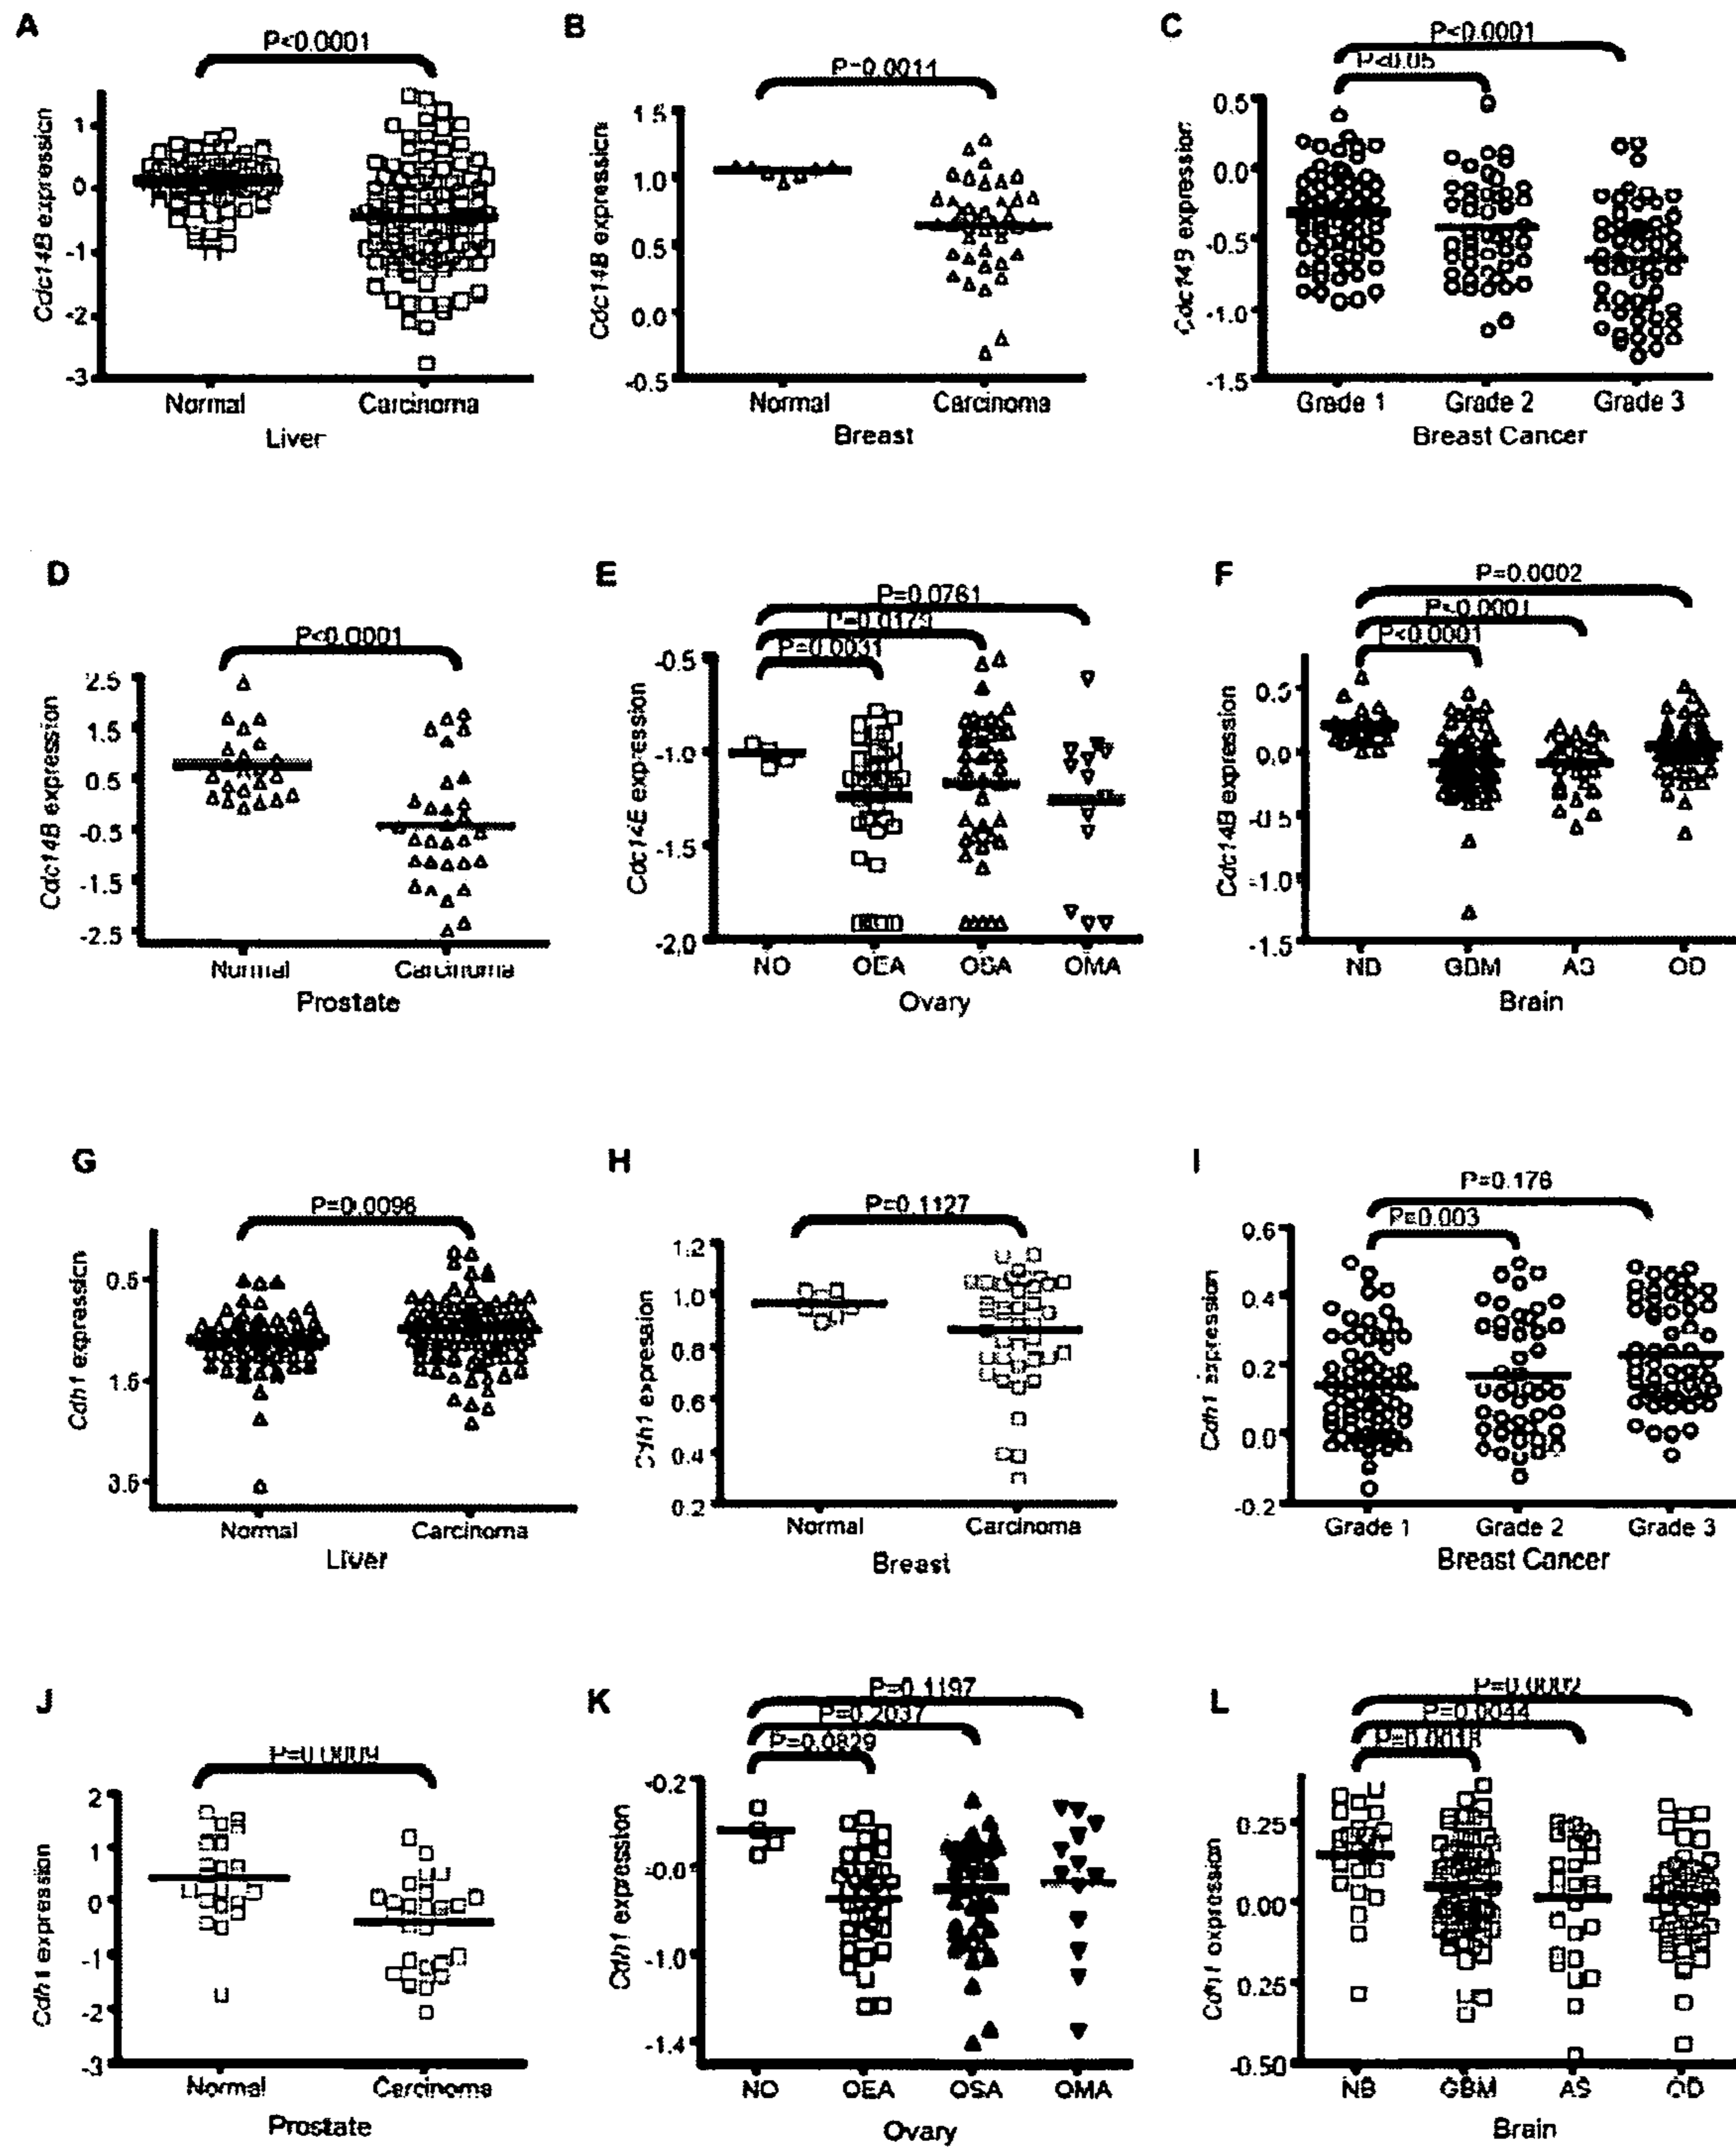 A
P<0.0001
Cdc14B expression
1
0
-1
-2
-3
Normal
Carcinoma
Liver
B
P=0.0011
Cdc14B expression
1.5
1.0
0.5
0.0
-0.5
Normal
Carcinoma
Breast
C
P<0.0001
P<0.05
Cdc14B expression
0.5
0.0
-0.5
-1.0
-1.5
Grade 1
Grade 2
Grade 3
Breast Cancer
D
P<0.0001
Cdc14B expression
2.5
1.5
0.5
-0.5
-1.5
-2.5
Normal
Carcinoma
Prostate
E
P=0.0761
P=0.0031
expression
-0.5
-1.0
-1.5
-2.0
NO
OEA
OSA
OMA
Ovary
F
P=0.0002
P<0.0001
P<0.0001
Cdc14B expression
0.5
0.0
-0.5
-1.0
-1.5
NB
GBM
AS
OD
Brain
G
P=0.0096
Cdh1 expression
0.5
1.5
3.5
Normal
Carcinoma
Liver
H
P=0.1127
Cdh1 expression
1.2
1.0
0.8
0.6
0.4
0.2
Normal
Carcinoma
Breast
I
P=0.176
P=0.003
Cdh1 expression
0.6
0.4
0.2
0.0
-0.2
Grade 1
Grade 2
Grade 3
Breast Cancer
J
P=0.0009
Cdh1 expression
2
1
0
-1
-2
-3
Normal
Carcinoma
Prostate
K
P=0.1197
P=0.2037
P=0.0829
Cdh1 expression
-0.2
-1.0
-1.4
NO
OEA
OSA
OMA
Ovary
L
P=0.0002
P=0.0044
P=0.0018
Cdh1 expression
0.25
0.00
0.25
-0.50
NB
GBM
AS
OD
Brain